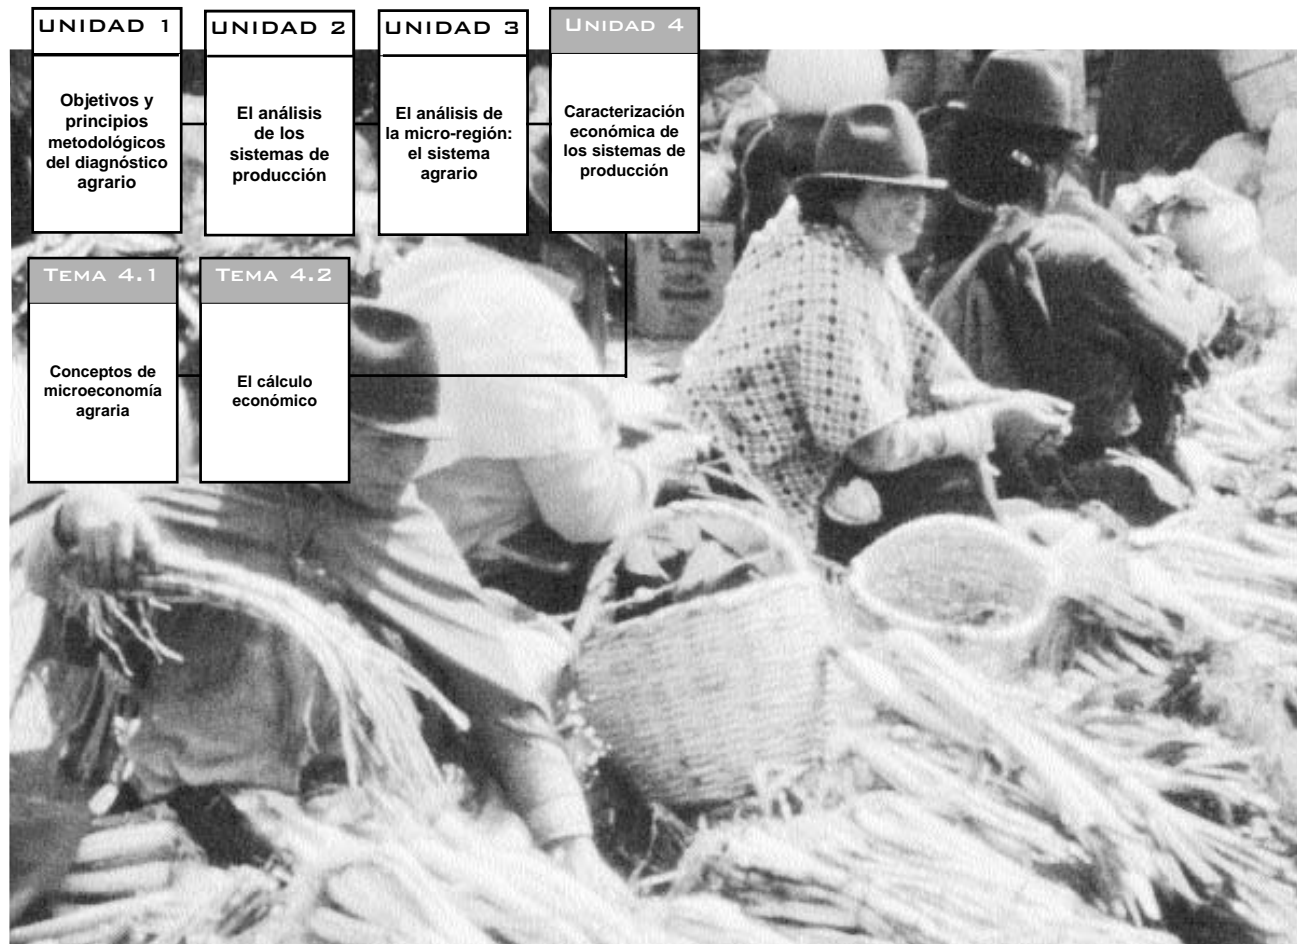 UNIDAD 1
Objetivos y
principios
metodológicos
del diagnóstico
agrario
UNIDAD 2
El análisis
de los
sistemas de
producción
UNIDAD 3
El análisis de
la micro-región:
el sistema
agrario
UNIDAD 4
Caracterización
económica de
los sistemas de
producción
TEMA 4.1
Conceptos de
microeconomía
agraria
TEMA 4.2
El cálculo
económico